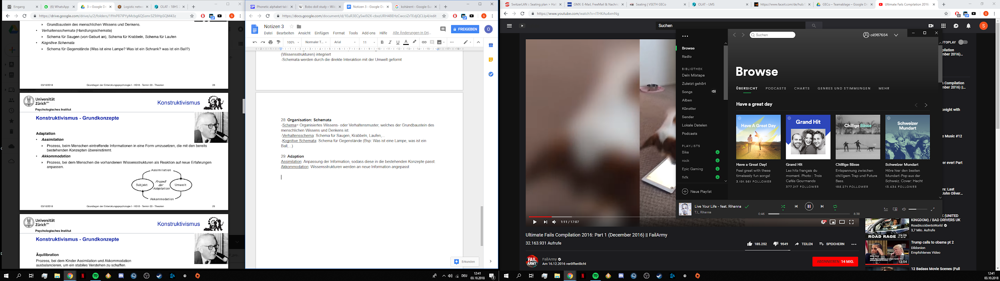 Eingang
(6) WhatsApp
3 – Google Dr
Logistic netw
OLAT - 18HS
https://drive.google.com/drive/u/2/folders/1fYnP87IPYyMcbg6QSsmr3Z9JHpSQM43z
Grundbaustein des menschlichen Wissens und Denkens.
• Verhaltensschemata (Handlungsschemata)
Schema für Saugen (von Geburt an), Schema für Krabbeln, Schema für Laufen
• Kognitive Schemata
Schema für Gegenstände (Was ist eine Lampe? Was ist ein Schrank? was ist ein Ball?)
03/10/2018 Grundlagen der Entwicklungspsychologie I - HS18 - Termin 03 - Theorien 28
Universität Zürich UZH
Psychologisches Institut
Konstruktivismus
Konstruktivismus - Grundkonzepte
Adaptation
• Assimilation
Prozess, beim Menschen eintreffende Informationen in eine Form umzusetzen, die mit den bereits
bestehenden Konzepten übereinstimmt.
• Akkommodation
Prozess, bei dem Menschen die vorhandenen Wissensstrukturen als Reaktion auf neue Erfahrungen
anpassen.
Assimilation
Subjekt
Prozeß
der
Adaptation
Umwelt
Akkommodation
03/10/2018 Grundlagen der Entwicklungspsychologie I - HS18 - Termin 03 - Theorien 29
Universität Zürich UZH
Psychologisches Institut
Konstruktivismus
Konstruktivismus - Grundkonzepte
Äquilibration
Prozess, bei dem Kinder Assimilation und Akkommodation
ausbalancieren, um ein stabiles Verstehen zu schaffen.
Phonetic alphabet tab
Bobo doll study – Wik
Notizen 3 - Google Do
kohärent - Google-Su
https://docs.google.com/document/d/1EuR3ECy5wi92X-cbxzURH48EHzCwcciZrTEdjQCLIp4/edit
Notizen 3
Datei Bearbeiten Ansicht Einfügen Format Tools Add-ons Hilfe Alle Änderungen in Dri...
FREIGEBEN
100% Normaler T... Arial 11
(Wissensstrukturen) integriert
-Schemata werden durch die direkte Interaktion mit der Umwelt geformt
28: Organisation: Schemata
-Schema= Organisiertes Wissens- oder Verhaltensmuster, welches der Grundbaustein des
menschlichen Wissens und Denkens ist.
-Verhaltensschema: Schema für Saugen, Krabbeln, Laufen,...
-Kognitive Schemata: Schema für Gegenstände (Bsp: Was ist eine Lampe, was ist ein
Ball,...)
29: Adaption
Assimilation: Anpassung der Information, sodass diese in die bestehenden Konzepte passt.
Akkommodation: Wissensstrukturen werden an neue Information angepasst
Erkunden
DEU
12:41
03.10.2018
SwitzerLAN :: Seating plan > Hal
GMX: E-Mail, FreeMail & Nachric
Seating | VSETH GECo
OLAT - LMS
https://www.faceit.com/de/hub/
GECo – Teamablage – Google Dr
Ultimate Fails Compilation 2016:
https://www.youtube.com/watch?v=ITHKAu4xmNg
Suchen
Suchen
oli987654
Browse
Radio
BIBLIOTHEK
Dein Mixtape
Zuletzt gehört
Songs
Alben
Künstler
Sender
Lokale Dateien
Podcasts
PLAYLISTS
Bike
rock
Epic Gaming
fkfk
Neue Playlist
Browse
ÜBERSICHT PODCASTS CHARTS GENRES UND STIMMUNGEN MEHR
Have a great day
Have A Great Day
Grand Hit
Chillige Bässe
Schweizer
Mundart
Have a Great Day!
Feel great with these
timelessly fun songs!
3.191.951 FOLLOWER
Grand Hit
Les hits français du
moment. Photo : Trois
Cafés Gourmands
377.217 FOLLOWER
Chillige Bässe
Entspannung zwischen
chilligem Trap und Future
Bass.
185.271 FOLLOWER
Schweizer Mundart
Höre hier den besten
Mundart-Pop aus der
Schweiz. Cover: Hecht
13.434 FOLLOWER
Live Your Life - feat. Rihanna
T.I., Rihanna
0:46
5:38
1:11 / 17:07
Ultimate Fails Compilation 2016: Part 1 (December 2016) || FailArmy
32.163.931 Aufrufe
185.252 9549 TEILEN SPEICHERN
FAIL
ARMY
FailArmy
Am 16.12.2016 veröffentlicht
ABONNIEREN 14 MIO.
UTOPLAY
pilation
mber 2016)...
s Compilation
mber 2016) ||...
onight with
e Music #12
er ever! Part
rs: Last
John Oliver...
(UNITED
KINGDOM) / BAD DRIVERS UK
RoadAccidentsWorld
3,7 Mio. Aufrufe
15:26
Trump calls to obama pt 2
Dildonion
Empfohlenes Video
13:54
12 Badass Movie Scenes (Full
12:41
03.10.2018